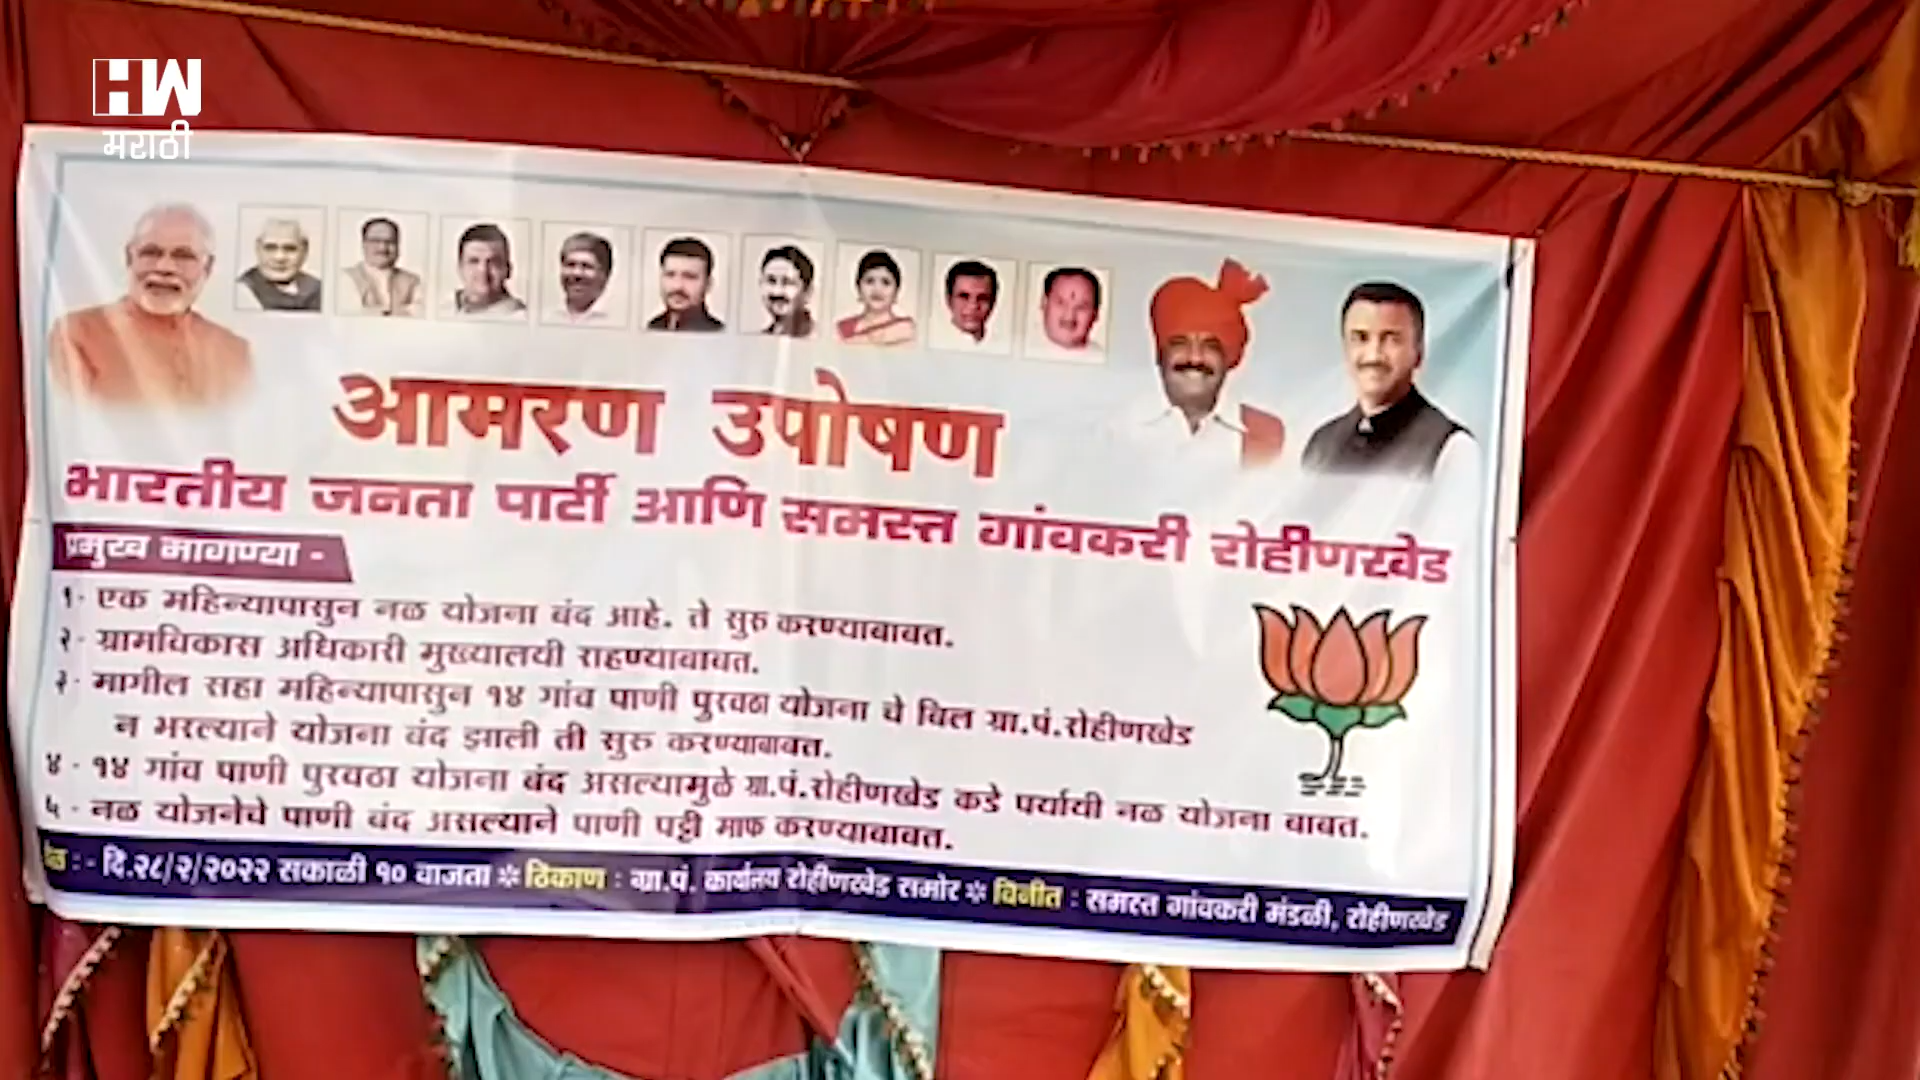 HW
मराठी
आमरण उपोषण
भारतीय जनता पार्टी आणि समस्त गांवकरी रोहीणखेड
प्रमुख मागण्या -
१- एक महिन्यापासुन नळ योजना बंद आहे. ते सुरु करण्याबाबत.
२- ग्रामविकास अधिकारी मुख्यालयी राहण्याबाबत.
३- मागील सहा महिन्यापासुन १४ गांव पाणी पुरवठा योजना चे बिल ग्रा.पं.रोहीणखेड
न भरल्याने योजना बंद झाली ती सुरु करण्याबाबत.
४ - १४ गांव पाणी पुरवठा योजना बंद असल्यामुळे ग्रा.पं.रोहीणखेड कडे पर्यायी नळ योजना बाबत.
५ - नळ योजनेचे पाणी बंद असल्याने पाणी पट्टी माफ करण्याबाबत.
:- दि.२८/२/२०२२ सकाळी १० वाजता * ठिकाण : ग्रा.पं. कार्यालय रोहीणखेड समोर * विनीत : समस्त गांवकरी मंडळी, रोहीणखेड